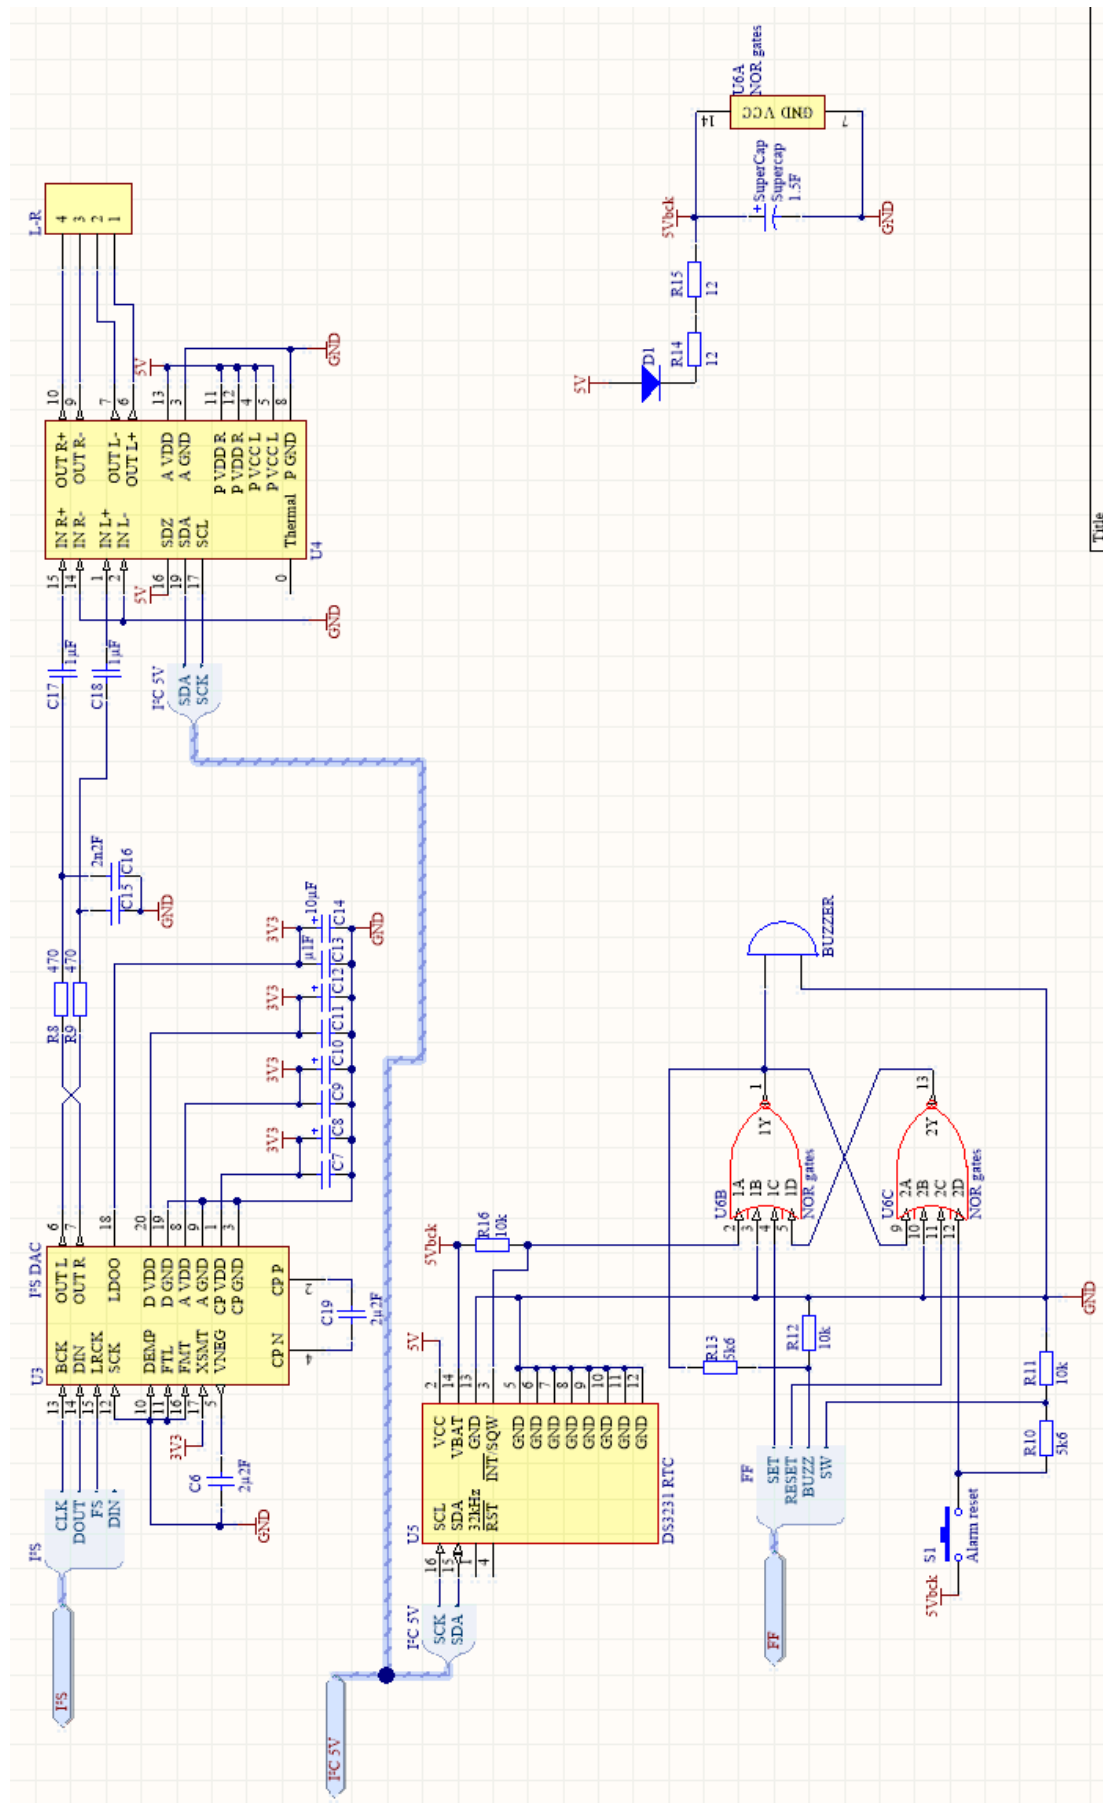 I²S
I²S
CLK
DOUT
FS
DIN
13
14
15
12
10
11
16
17
5
3V3
C6
2µ2F
GND
U3
I²S DAC
BCK
DIN
LRCK
SCK
DEMP
FTL
FMT
XSMT
VNEG
CP N
OUT L
OUT R
LDOO
D VDD
D GND
A VDD
A GND
CP VDD
CP GND
CP P
6
7
18
20
19
8
9
1
3
4
2
C19
2µ2F
R8
470
R9
470
C15
C16
2n2F
GND
3V3
C7
C8
+
3V3
C9
C10
+
3V3
C11
C12
+
3V3
C13
µ1F
C14
+10µF
GND
C17
1µF
C18
1µF
I²C 5V
SDA
SCK
5V
GND
15
14
1
2
16
19
17
0
IN R+
IN R-
IN L+
IN L-
SDZ
SDA
SCL
Thermal
OUT R+
OUT R-
OUT L-
OUT L+
A VDD
A GND
P VDD R
P VDD R
P VCC L
P VCC L
P GND
U4
10
9
7
6
13
3
11
12
4
5
8
5V
GND
L-R
4
3
2
1
I²C 5V
I²C 5V
SCK
SDA
16
15
1
4
U5
SCL
SDA
32kHz
RST
VCC
VBAT
GND
INT/SQW
GND
GND
GND
GND
GND
GND
GND
GND
DS3231 RTC
2
14
13
3
5
6
7
8
9
10
11
12
5V
5Vbck
R16
10k
FF
FF
SET
RESET
BUZZ
SW
R13
5k6
R12
10k
U6B
1A
1B
1C
1D
2
3
4
5
1Y
1
NOR gates
U6C
2A
2B
2C
2D
9
10
11
12
2Y
13
NOR gates
BUZZER
S1
Alarm reset
5Vbck
R10
5k6
R11
10k
GND
5V
D1
R14
12
R15
12
5Vbck
+
SuperCap
Supercap
1.5F
GND
U6A
NOR gates
14
GND VCC
7
Title